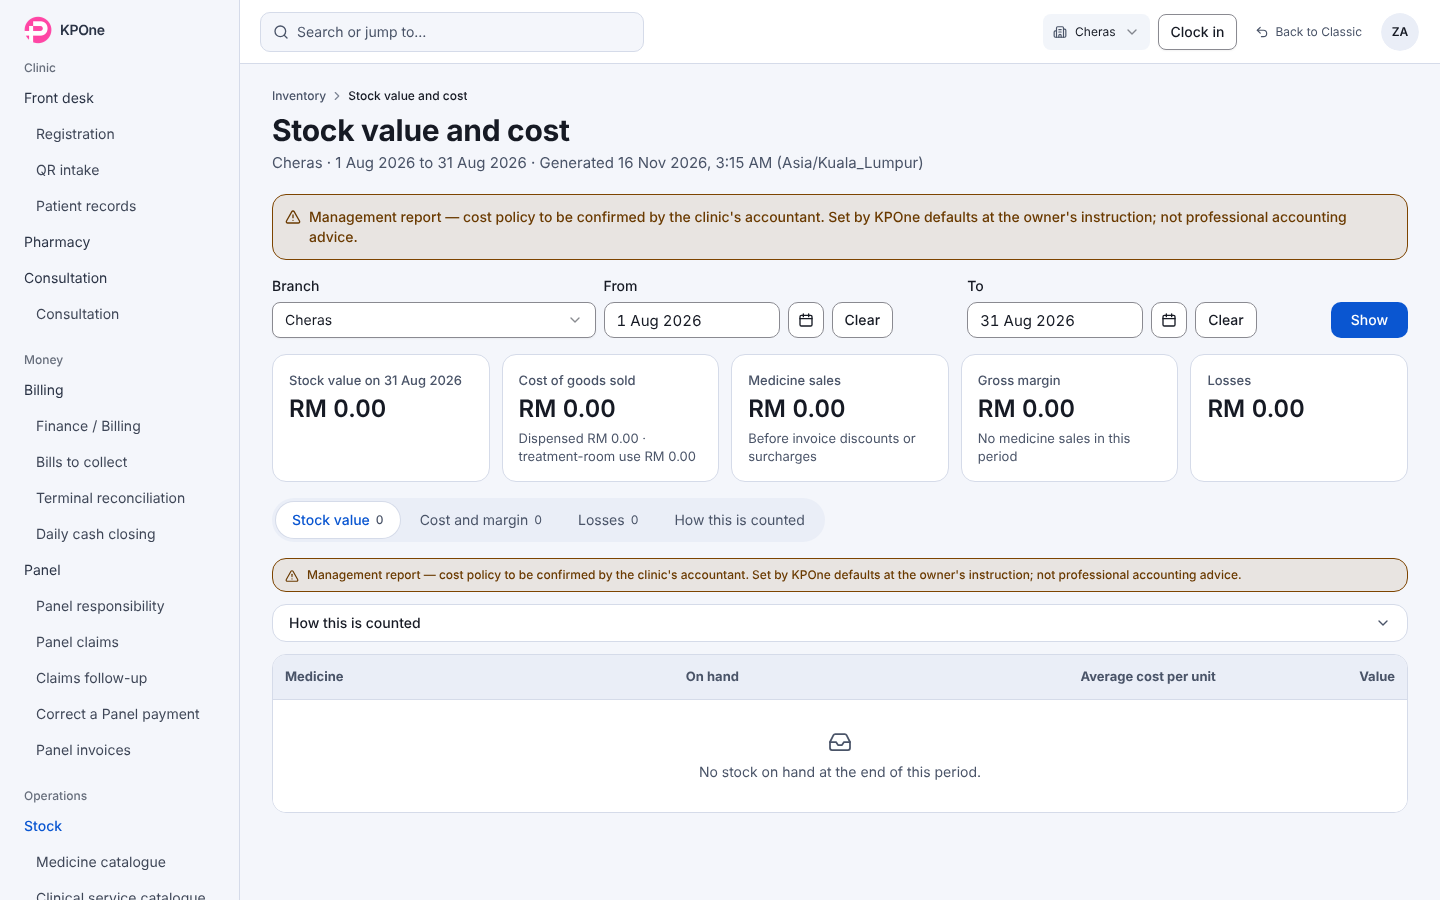 KPOne
Search or jump to...
Cheras
Clock in
Back to Classic
ZA
Clinic
Front desk
Registration
QR intake
Patient records
Pharmacy
Consultation
Consultation
Money
Billing
Finance / Billing
Bills to collect
Terminal reconciliation
Daily cash closing
Panel
Panel responsibility
Panel claims
Claims follow-up
Correct a Panel payment
Panel invoices
Operations
Stock
Medicine catalogue
Clinical service catalogue
Inventory > Stock value and cost
Stock value and cost
Cheras · 1 Aug 2026 to 31 Aug 2026 · Generated 16 Nov 2026, 3:15 AM (Asia/Kuala_Lumpur)
Management report — cost policy to be confirmed by the clinic's accountant. Set by KPOne defaults at the owner's instruction; not professional accounting
advice.
Branch
From
To
Cheras
1 Aug 2026
Clear
31 Aug 2026
Clear
Show
Stock value on 31 Aug 2026
RM 0.00
Cost of goods sold
RM 0.00
Dispensed RM 0.00 ·
treatment-room use RM 0.00
Medicine sales
RM 0.00
Before invoice discounts or
surcharges
Gross margin
RM 0.00
No medicine sales in this
period
Losses
RM 0.00
Stock value 0
Cost and margin 0
Losses 0
How this is counted
Management report — cost policy to be confirmed by the clinic's accountant. Set by KPOne defaults at the owner's instruction; not professional accounting advice.
How this is counted
Medicine
On hand
Average cost per unit
Value
No stock on hand at the end of this period.